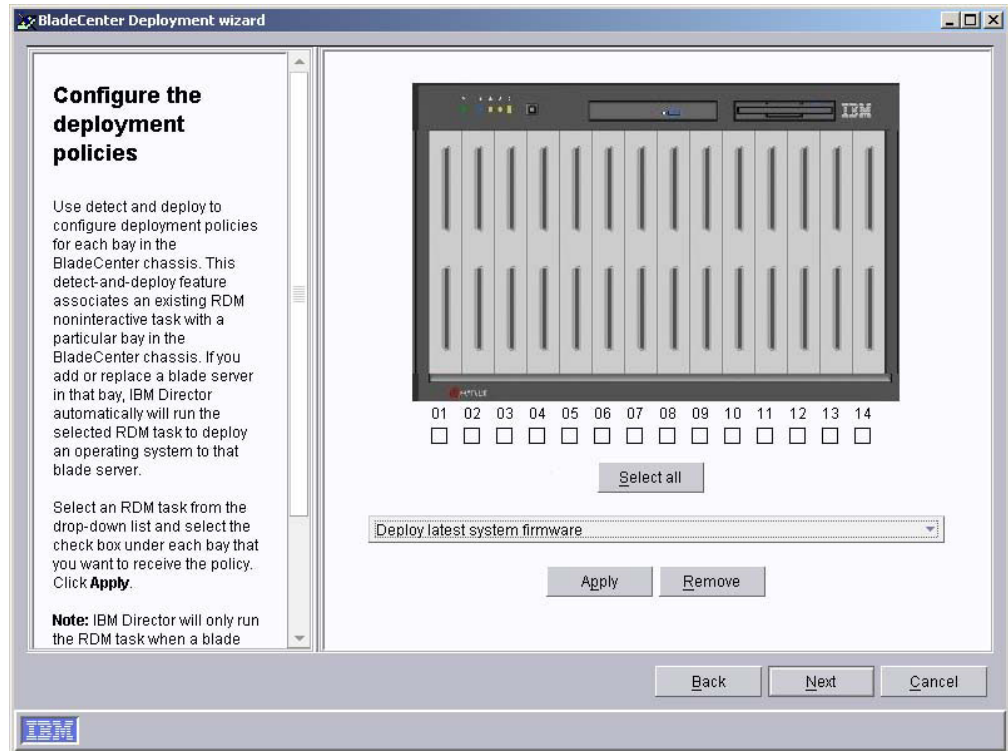 BladeCenter Deployment wizard
Configure the
deployment
policies
Use detect and deploy to
configure deployment policies
for each bay in the
BladeCenter chassis. This
detect-and-deploy feature
associates an existing RDM
noninteractive task with a
particular bay in the
BladeCenter chassis. If you
add or replace a blade server
in that bay, IBM Director
automatically will run the
selected RDM task to deploy
an operating system to that
blade server.
Select an RDM task from the
drop-down list and select the
check box under each bay that
you want to receive the policy.
Click Apply.
Note: IBM Director will only run
the RDM task when a blade
IBM
01 02 03 04 05 06 07 08 09 10 11 12 13 14
Select all
Deploy latest system firmware
Apply Remove
Back Next Cancel
IBM